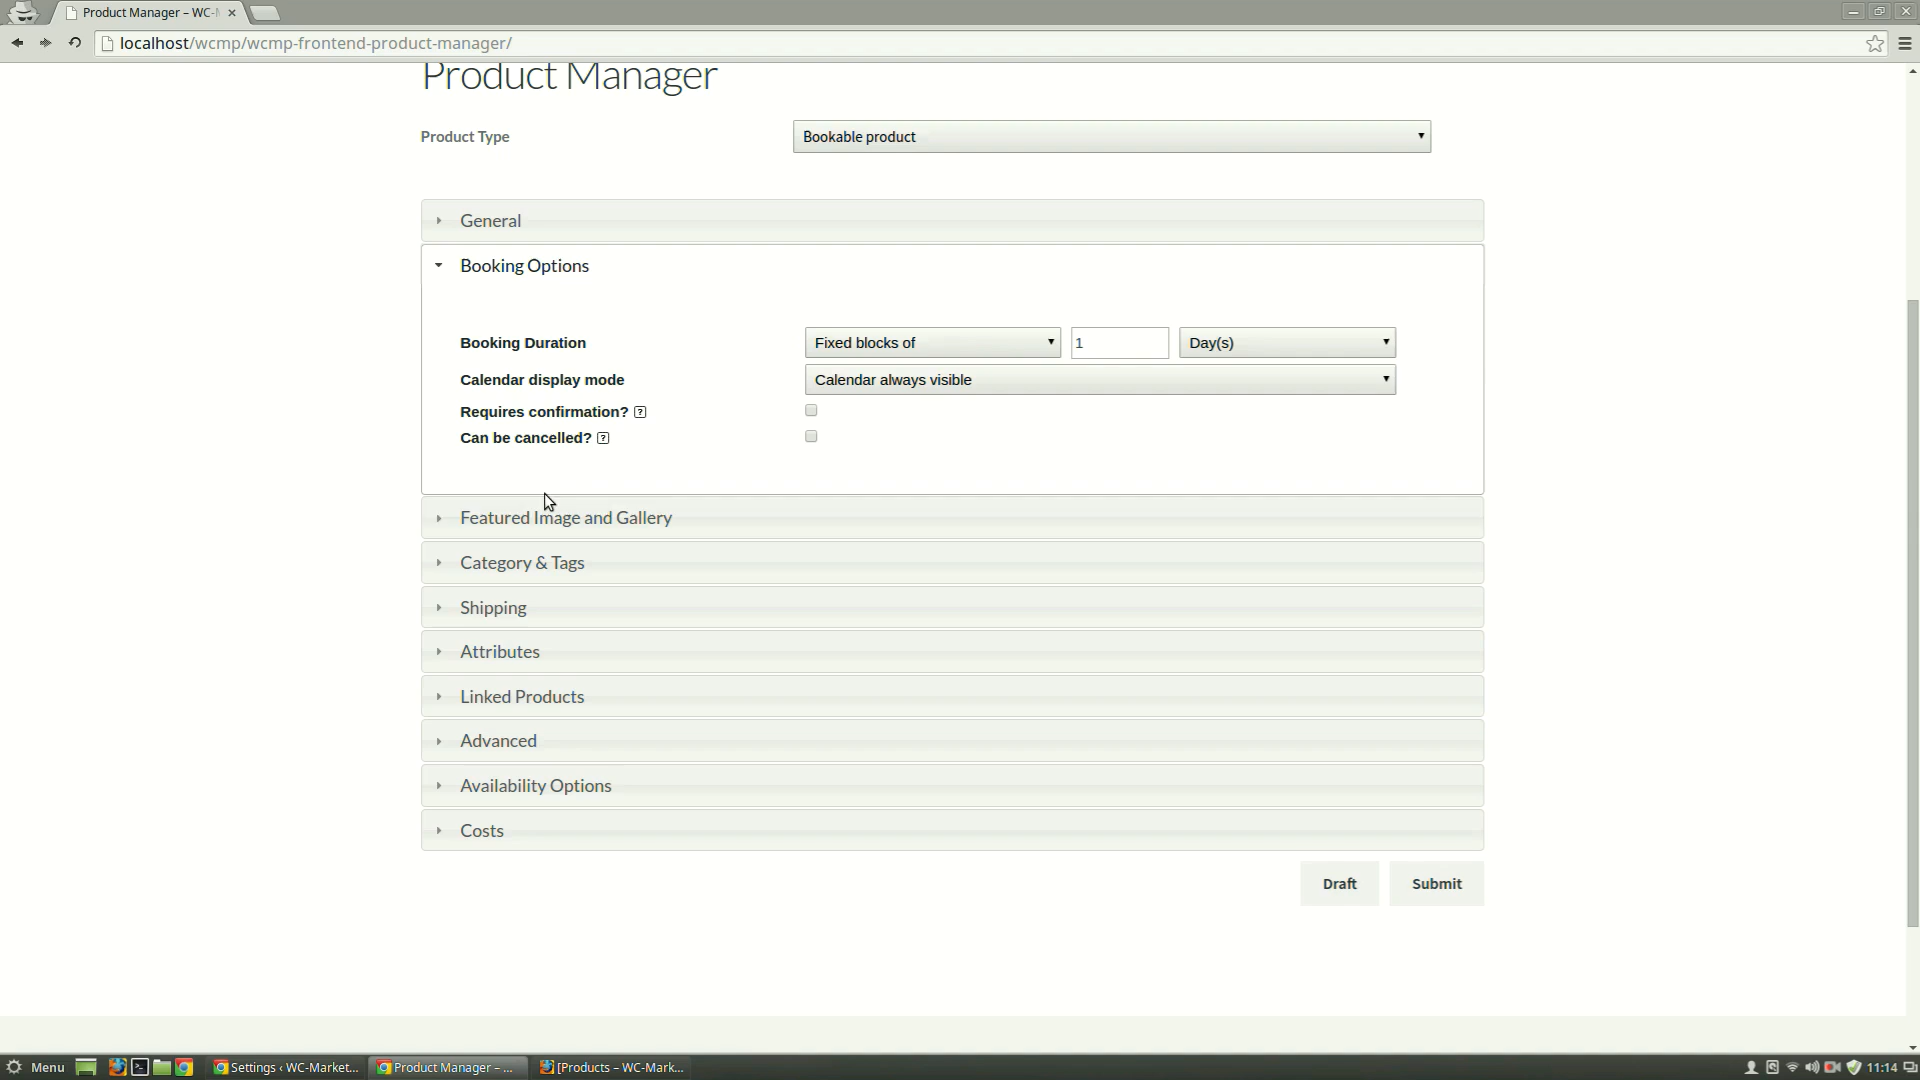 Product Manager – WC-
localhost/wcmp/wcmp-frontend-product-manager/
Product Manager
Product Type
Bookable product
General
Booking Options
Booking Duration
Fixed blocks of
1
Day(s)
Calendar display mode
Calendar always visible
Requires confirmation? ?
Can be cancelled? ?
Featured Image and Gallery
Category & Tags
Shipping
Attributes
Linked Products
Advanced
Availability Options
Costs
Draft
Submit
Menu
Settings ‹ WC-Market...
Product Manager – ...
[Products – WC-Mark...
11:14